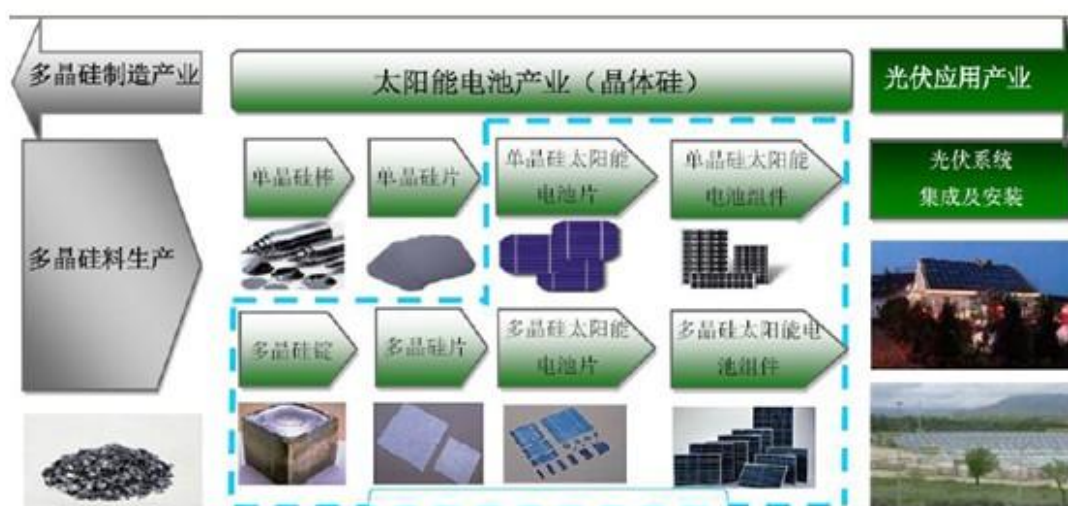 多晶硅制造产业
太阳能电池产业（晶体硅）
光伏应用产业
多晶硅料生产
单晶硅棒
单晶硅片
单晶硅太阳能
电池片
单晶硅太阳能
电池组件
光伏系统
集成及安装
多晶硅锭
多晶硅片
多晶硅太阳能
电池片
多晶硅太阳能电
池组件